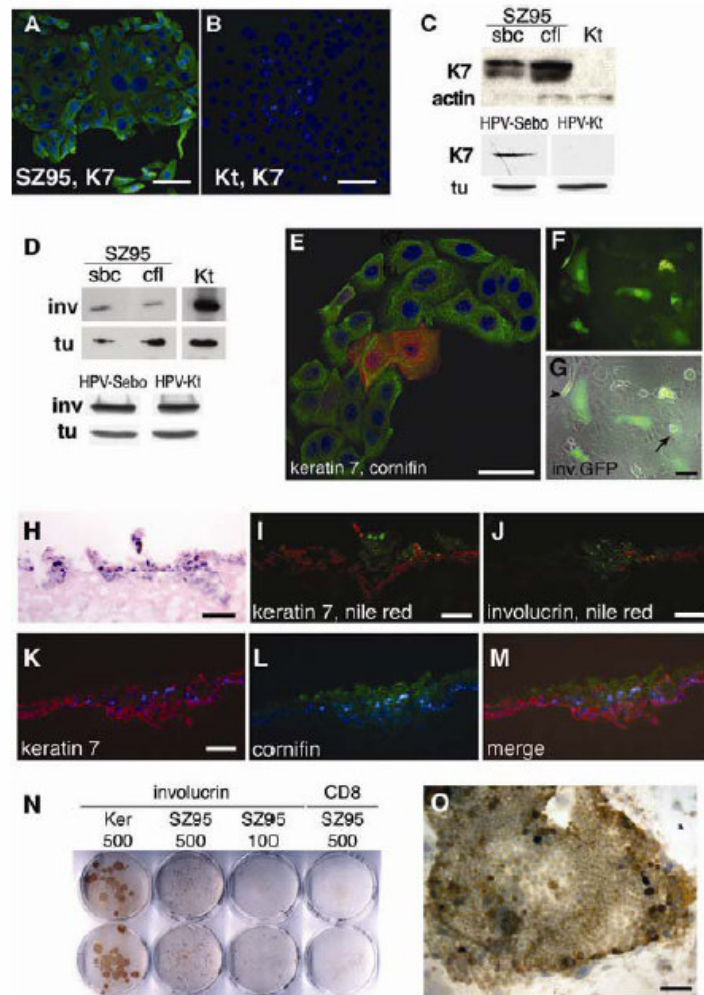 A
SZ95, K7
B
Kt, K7
C
SZ95
sbc cfl Kt
K7
actin
HPV-Sebo HPV-Kt
K7
tu
D
SZ95
sbc cfl Kt
inv
tu
HPV-Sebo HPV-Kt
inv
tu
E
keratin 7, cornifin
F
G
inv.GFP
H
I
keratin 7, nile red
J
involucrin, nile red
K
keratin 7
L
cornifin
M
merge
N
involucrin CD8
Ker SZ95 SZ95 SZ95
500 500 100 500
O